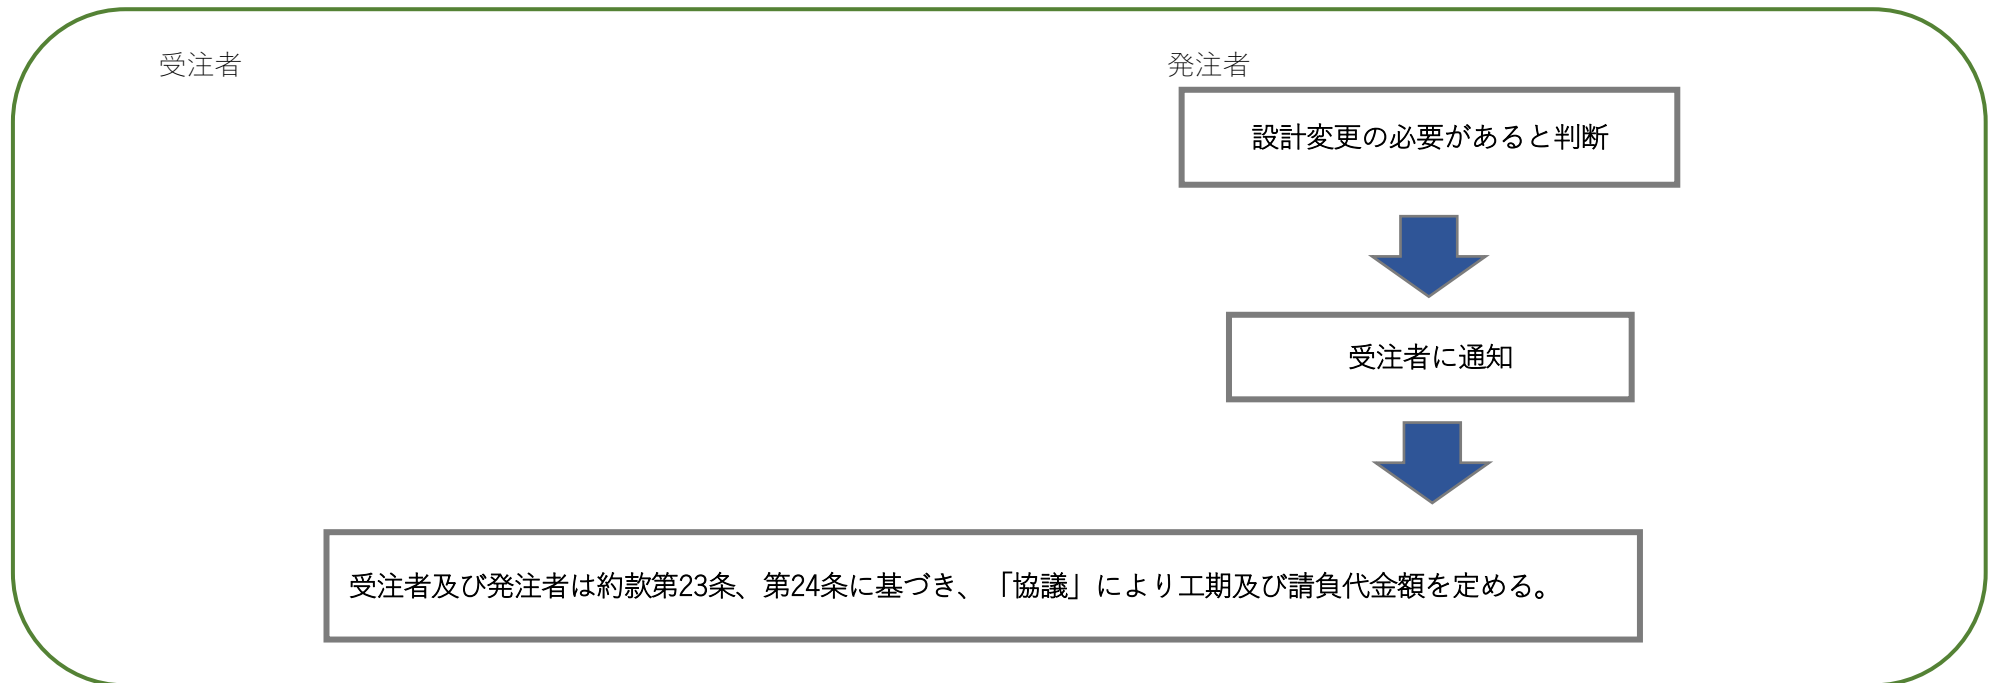 受注者
発注者
設計変更の必要があると判断
受注者に通知
受注者及び発注者は約款第23条、第24条に基づき、「協議」により工期及び請負代金額を定める。